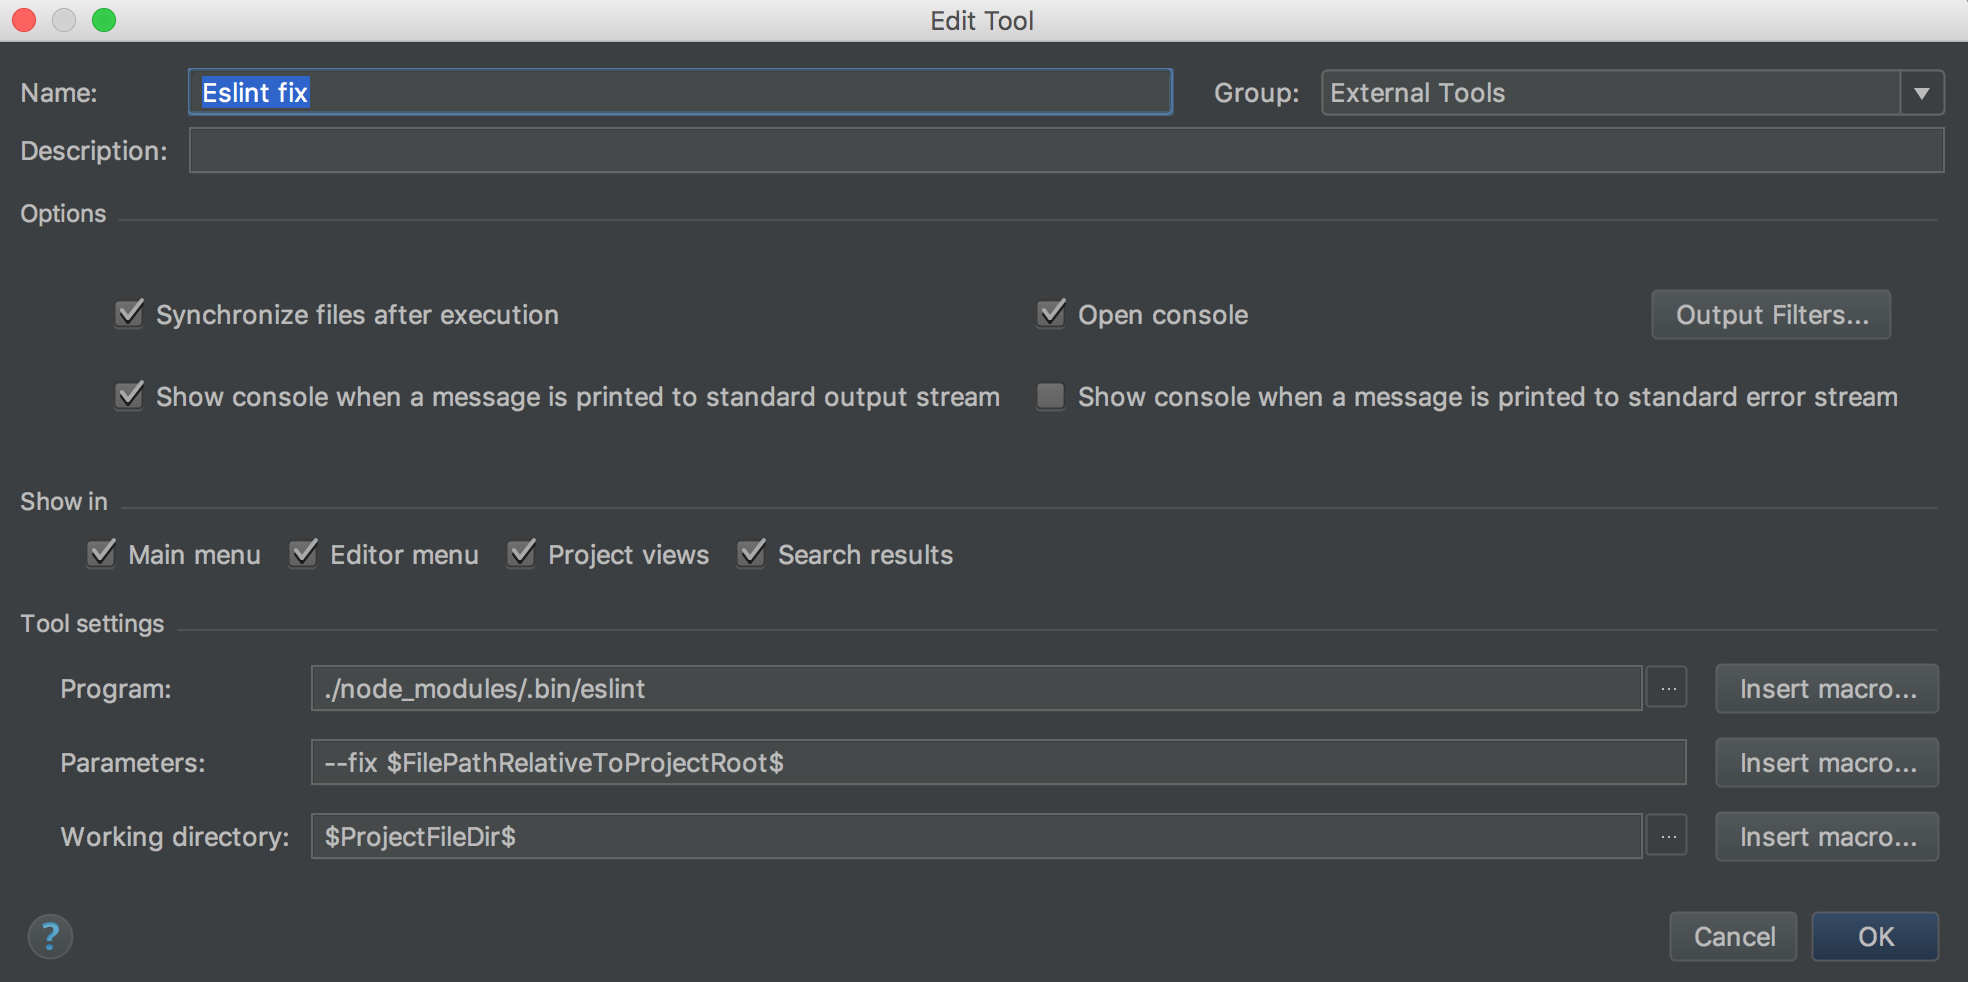 Edit Tool
Name: Eslint fix Group: External Tools
Description:
Options
Synchronize files after execution Open console Output Filters...
Show console when a message is printed to standard output stream Show console when a message is printed to standard error stream
Show in
Main menu Editor menu Project views Search results
Tool settings
Program: ./node_modules/.bin/eslint ... Insert macro...
Parameters: --fix $FilePathRelativeToProjectRoot$ Insert macro...
Working directory: $ProjectFileDir$ ... Insert macro...
? Cancel OK